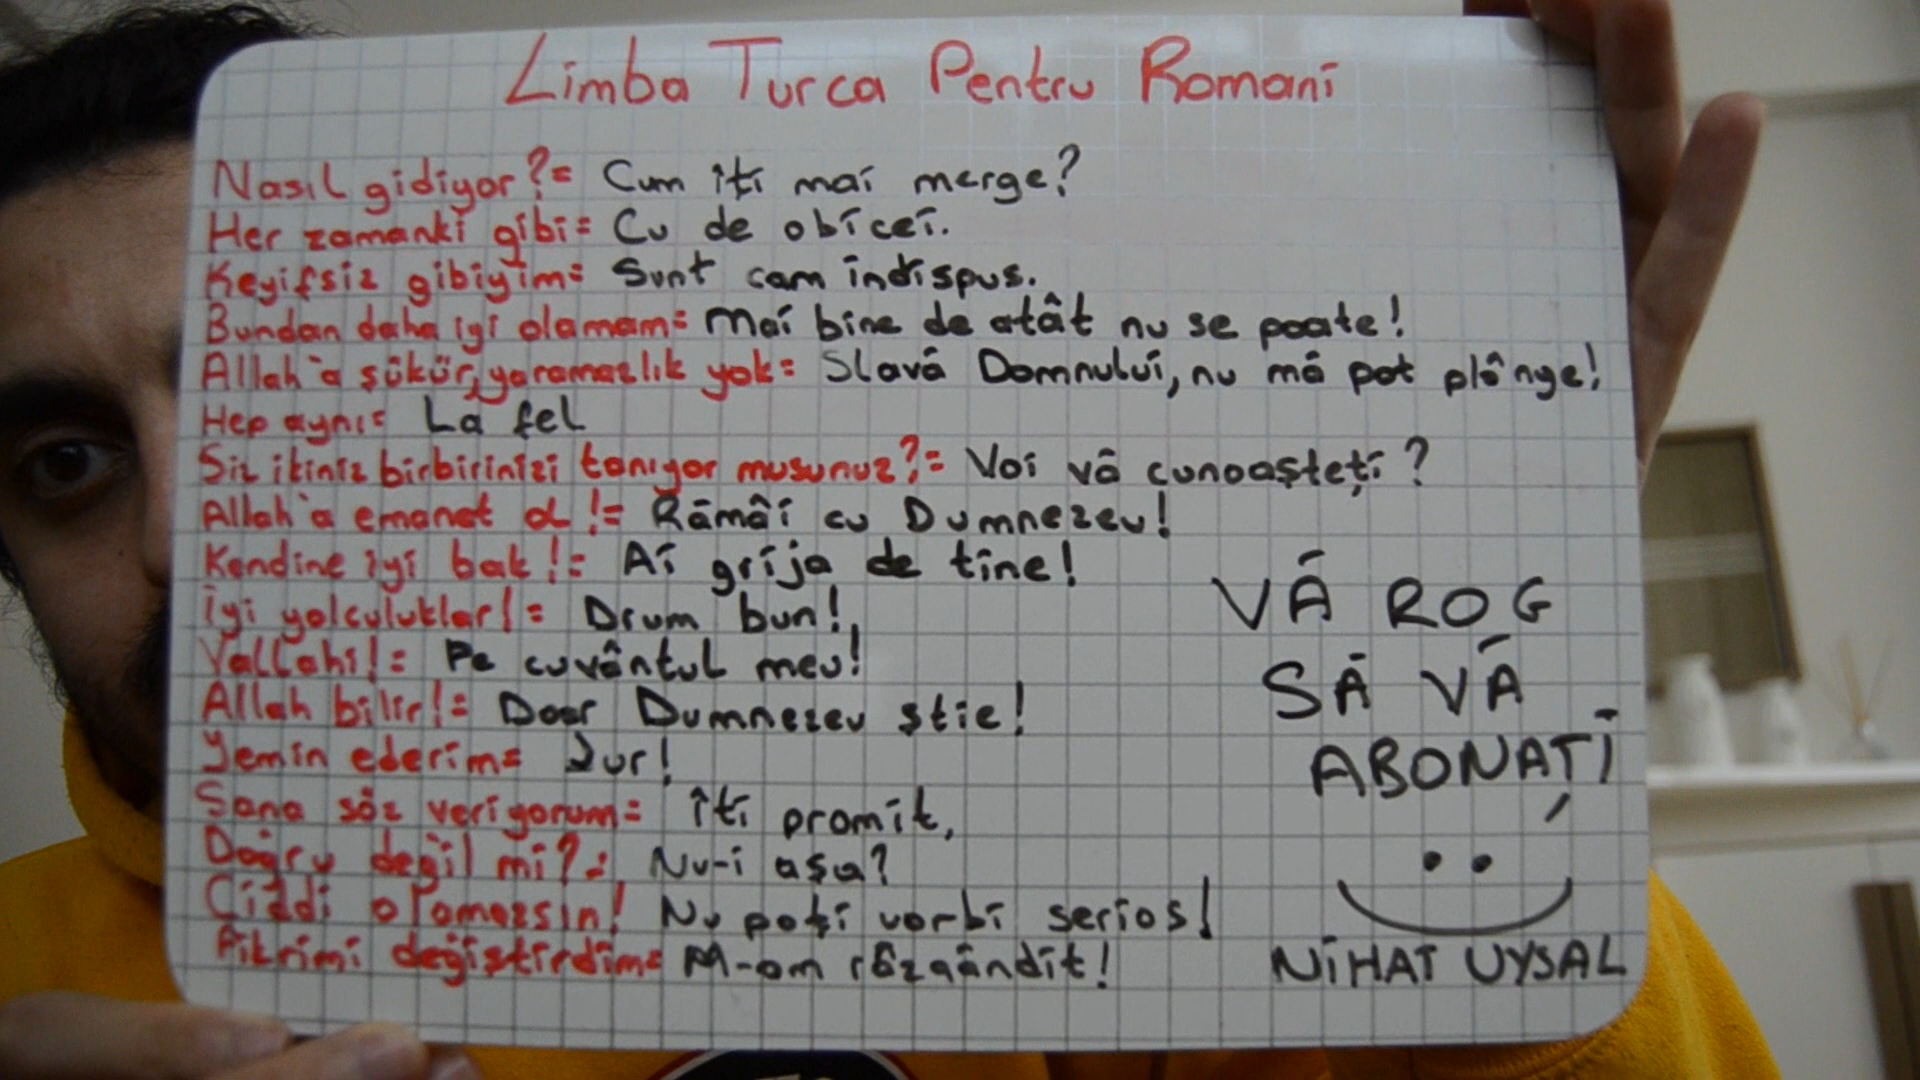 Limba Turca Pentru Romani
Nasıl gidiyor?= Cum îti mai merge?
Her zamanki gibi= Cu de obicei.
Keyifsiz gibiyim= Sunt cam indispus.
Bundan daha iyi olamam= Mai bine de atât nu se poate!
Allah'a şükür, yaramazlık yok= Slavă Domnului, nu mă pot plânge!
Hep aynı= La fel
Siz ikiniz birbirinizi tanıyor musunuz?= Voi vă cunoașteți?
Allah'a emanet ol!= Rămâi cu Dumnezeu!
Kendine iyi bak!= Ai grija de tine!
İyi yolculuklar!= Drum bun!
Vallahi!= Pe cuvântul meu!
Allah bilir!= Doar Dumnezeu știe!
Yemin ederim= Jur!
Sana söz veriyorum= Îti promit,
Doğru değil mi?= Nu-i așa?
Ciddi olamazsın! Nu poți vorbi serios!
Fikrimi değiştirdim= M-am răzgândit!
VĂ ROG
SĂ VĂ
ABONAȚİ
NİHAT UYSAL